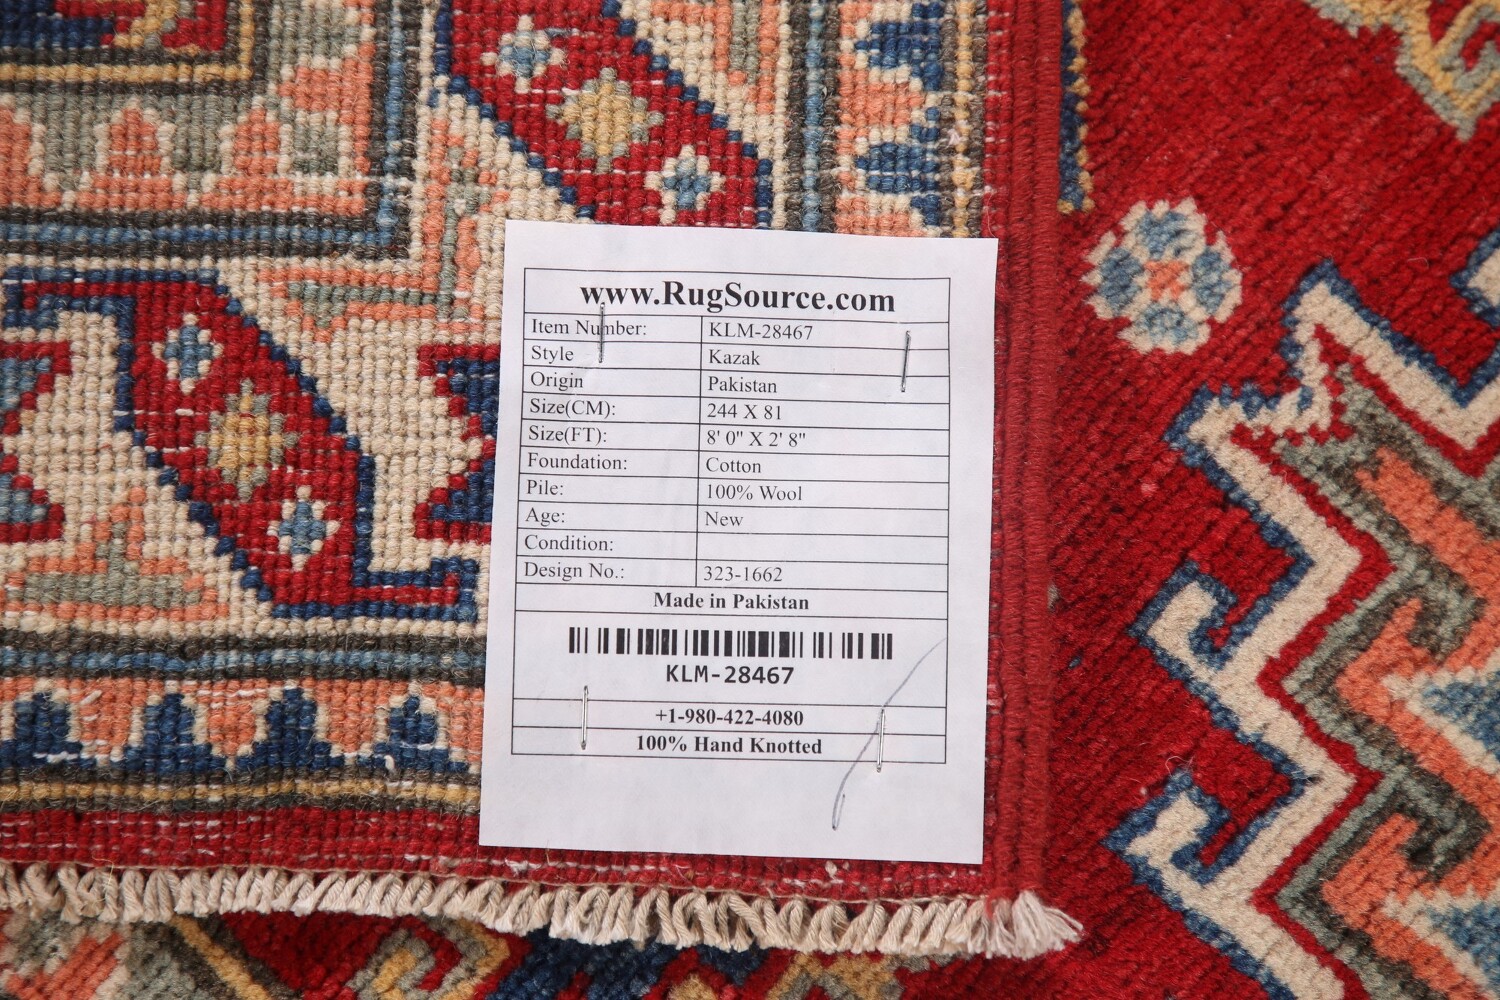 www.RugSource.com
Item Number: KLM-28467
Style Kazak
Origin Pakistan
Size(CM): 244 X 81
Size(FT): 8' 0" X 2' 8"
Foundation: Cotton
Pile: 100% Wool
Age: New
Condition:
Design No.: 323-1662
Made in Pakistan
KLM-28467
+1-980-422-4080
100% Hand Knotted